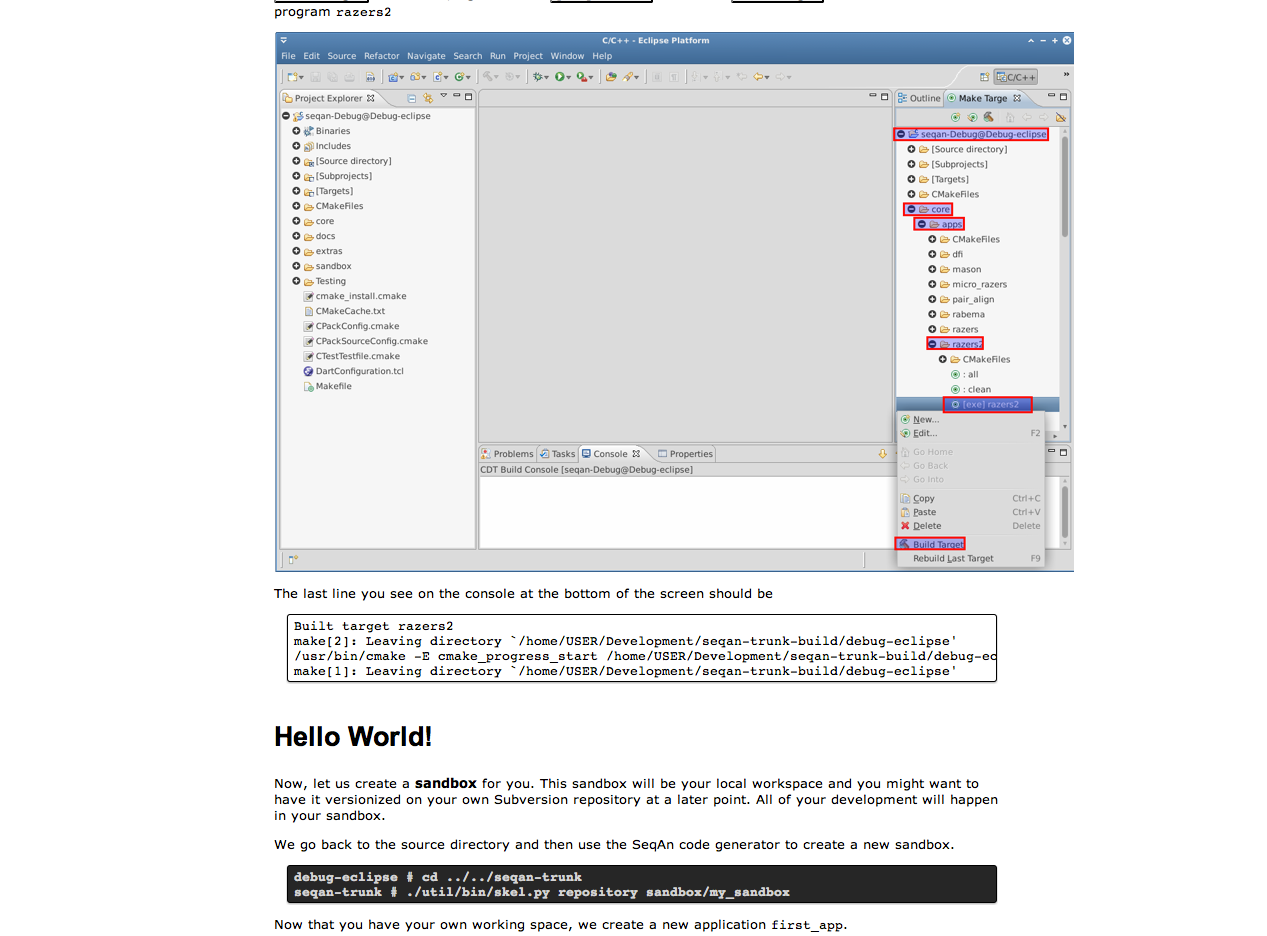 program razers2
C/C++ - Eclipse Platform
File Edit Source Refactor Navigate Search Run Project Window Help
C/C++ »
Project Explorer
Outline Make Targe
seqan-Debug@Debug-eclipse
Binaries
Includes
[Source directory]
[Subprojects]
[Targets]
CMakeFiles
core
docs
extras
sandbox
Testing
cmake_install.cmake
CMakeCache.txt
CPackConfig.cmake
CPackSourceConfig.cmake
CTestTestfile.cmake
DartConfiguration.tcl
Makefile
seqan-Debug@Debug-eclipse
[Source directory]
[Subprojects]
[Targets]
CMakeFiles
core
apps
CMakeFiles
dfi
mason
micro_razers
pair_align
rabema
razers
razers2
CMakeFiles
: all
: clean
[exe] razers2
New...
Edit... F2
Go Home
Go Back
Go Into
Copy Ctrl+C
Paste Ctrl+V
Delete Delete
Build Target
Rebuild Last Target F9
Problems Tasks Console Properties
CDT Build Console [seqan-Debug@Debug-eclipse]
The last line you see on the console at the bottom of the screen should be
Built target razers2
make[2]: Leaving directory `/home/USER/Development/seqan-trunk-build/debug-eclipse'
/usr/bin/cmake -E cmake_progress_start /home/USER/Development/seqan-trunk-build/debug-ec
make[1]: Leaving directory `/home/USER/Development/seqan-trunk-build/debug-eclipse'
Hello World!
Now, let us create a sandbox for you. This sandbox will be your local workspace and you might want to
have it versionized on your own Subversion repository at a later point. All of your development will happen
in your sandbox.
We go back to the source directory and then use the SeqAn code generator to create a new sandbox.
debug-eclipse # cd ../../seqan-trunk
seqan-trunk # ./util/bin/skel.py repository sandbox/my_sandbox
Now that you have your own working space, we create a new application first_app.